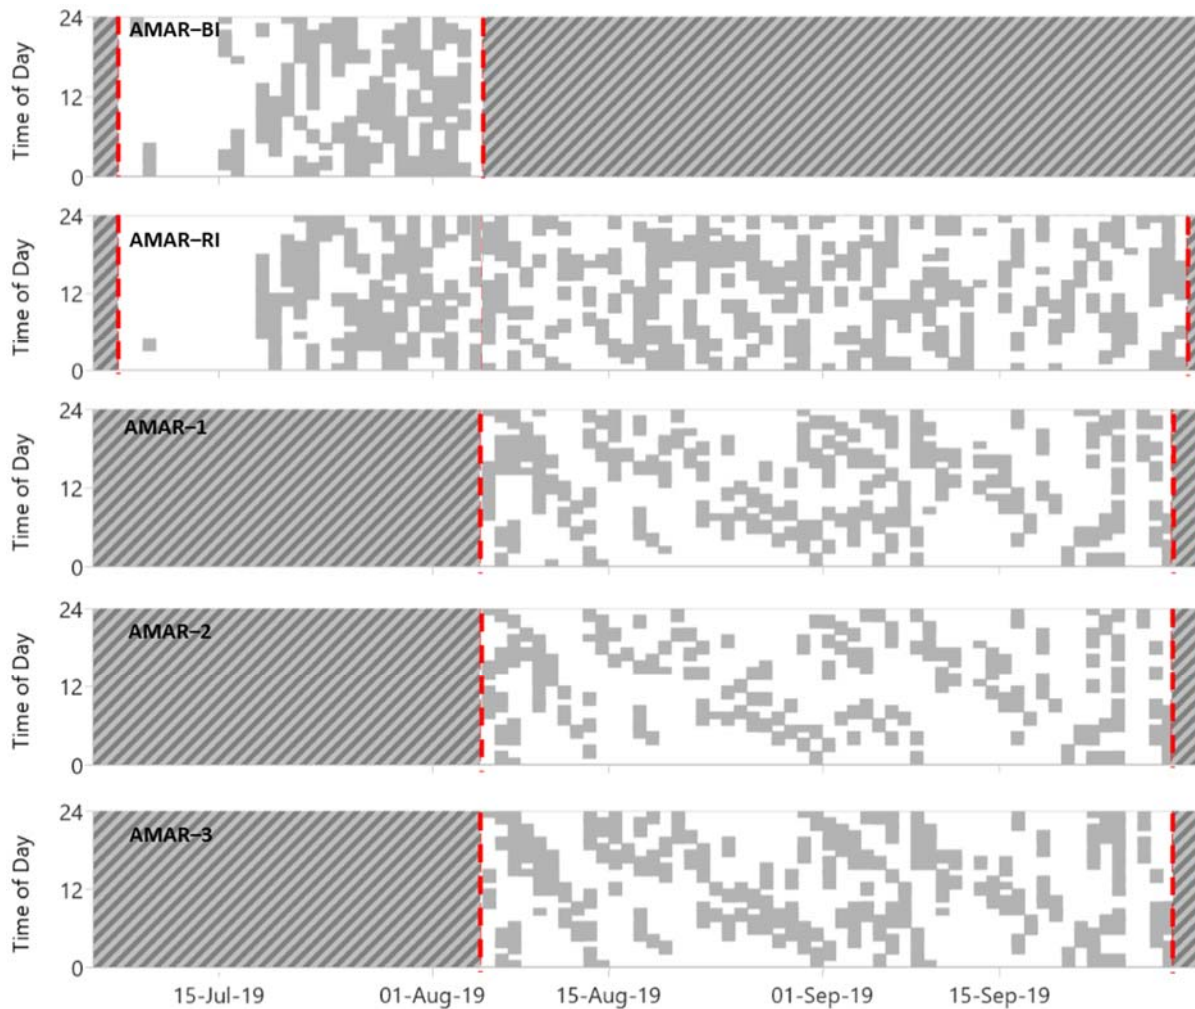 24
AMAR–BI
Time of Day
12
0
24
AMAR–RI
Time of Day
12
0
24
AMAR–1
Time of Day
12
0
24
AMAR–2
Time of Day
12
0
24
AMAR–3
Time of Day
12
0
15-Jul-19 01-Aug-19 15-Aug-19 01-Sep-19 15-Sep-19